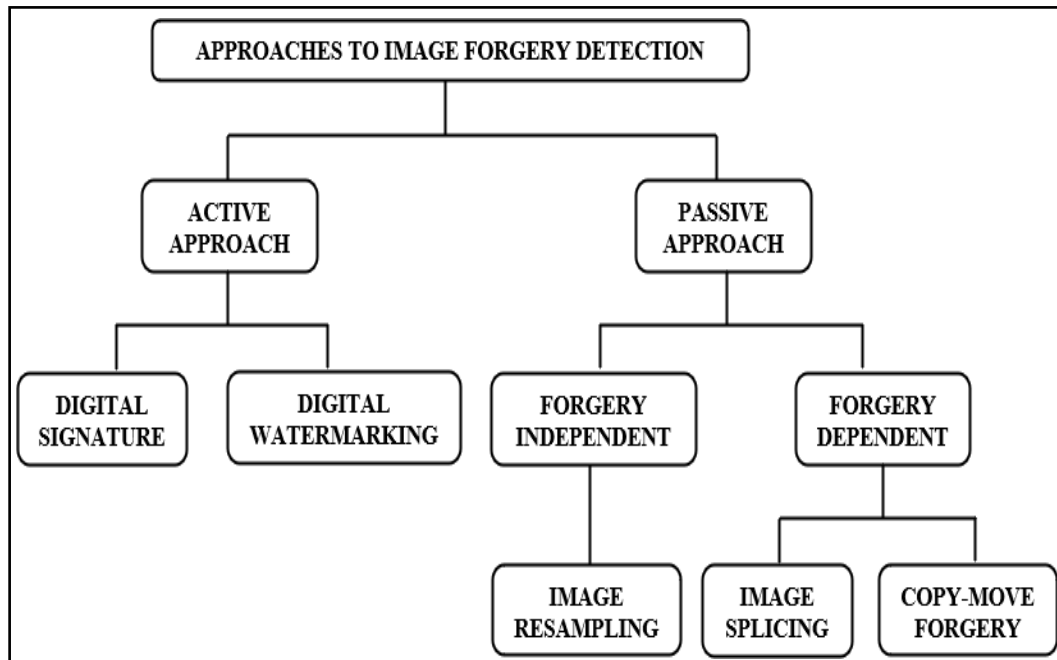 APPROACHES TO IMAGE FORGERY DETECTION
ACTIVE
APPROACH
PASSIVE
APPROACH
DIGITAL
SIGNATURE
DIGITAL
WATERMARKING
FORGERY
INDEPENDENT
FORGERY
DEPENDENT
IMAGE
RESAMPLING
IMAGE
SPLICING
COPY-MOVE
FORGERY